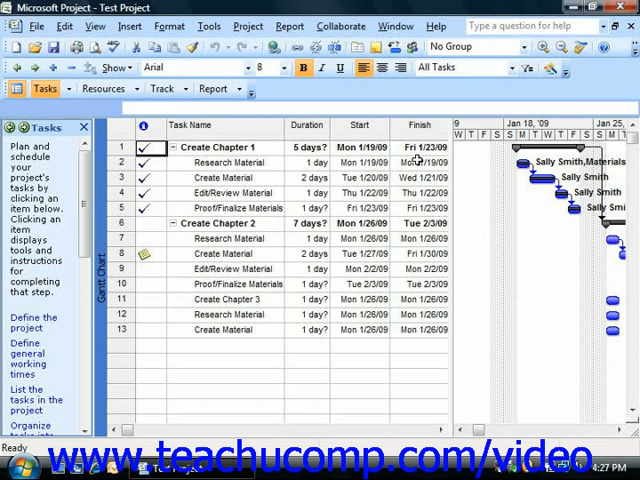 Microsoft Project - Test Project
File Edit View Insert Format Tools Project Report Collaborate Window Help Type a question for help
No Group
Show Arial 8 B I U All Tasks
Tasks Resources Track Report
Tasks
Plan and
schedule
your
project's
tasks by
clicking an
item below.
Clicking an
item
displays
tools and
instructions
for
completing
that step.
Define the
project
Define
general
working
times
List the
tasks in the
project
Organize
Gantt Chart
Task Name Duration Start Finish
9 Jan 18, '09 Jan 25,
W T F S S M T W T F S S M T
1 Create Chapter 1 5 days? Mon 1/19/09 Fri 1/23/09
2 Research Material 1 day Mon 1/19/09 Mon 1/19/09 Sally Smith,Materials
3 Create Material 2 days Tue 1/20/09 Wed 1/21/09 Sally Smith
4 Edit/Review Material 1 day Thu 1/22/09 Thu 1/22/09 Sally Smith
5 Proof/Finalize Materials 1 day? Fri 1/23/09 Fri 1/23/09 Sally Smi
6 Create Chapter 2 7 days? Mon 1/26/09 Tue 2/3/09
7 Research Material 1 day Mon 1/26/09 Mon 1/26/09
8 Create Material 2 days Tue 1/27/09 Fri 1/30/09
9 Edit/Review Material 1 day Mon 2/2/09 Mon 2/2/09
10 Proof/Finalize Materials 1 day? Tue 2/3/09 Tue 2/3/09
11 Create Chapter 3 1 day? Mon 1/26/09 Mon 1/26/09
12 Research Material 1 day? Mon 1/26/09 Mon 1/26/09
13 Create Material 1 day? Mon 1/26/09 Mon 1/26/09
Ready
www.teachucomp.com/video
4:27 PM